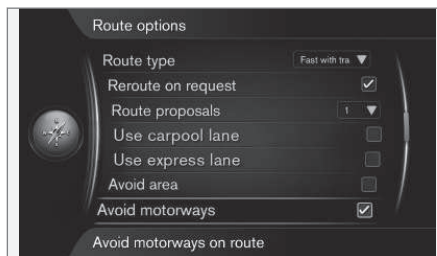 Route options
Route type Fast with tra
Reroute on request
Route proposals 1
Use carpool lane
Use express lane
Avoid area
Avoid motorways
Avoid motorways on route